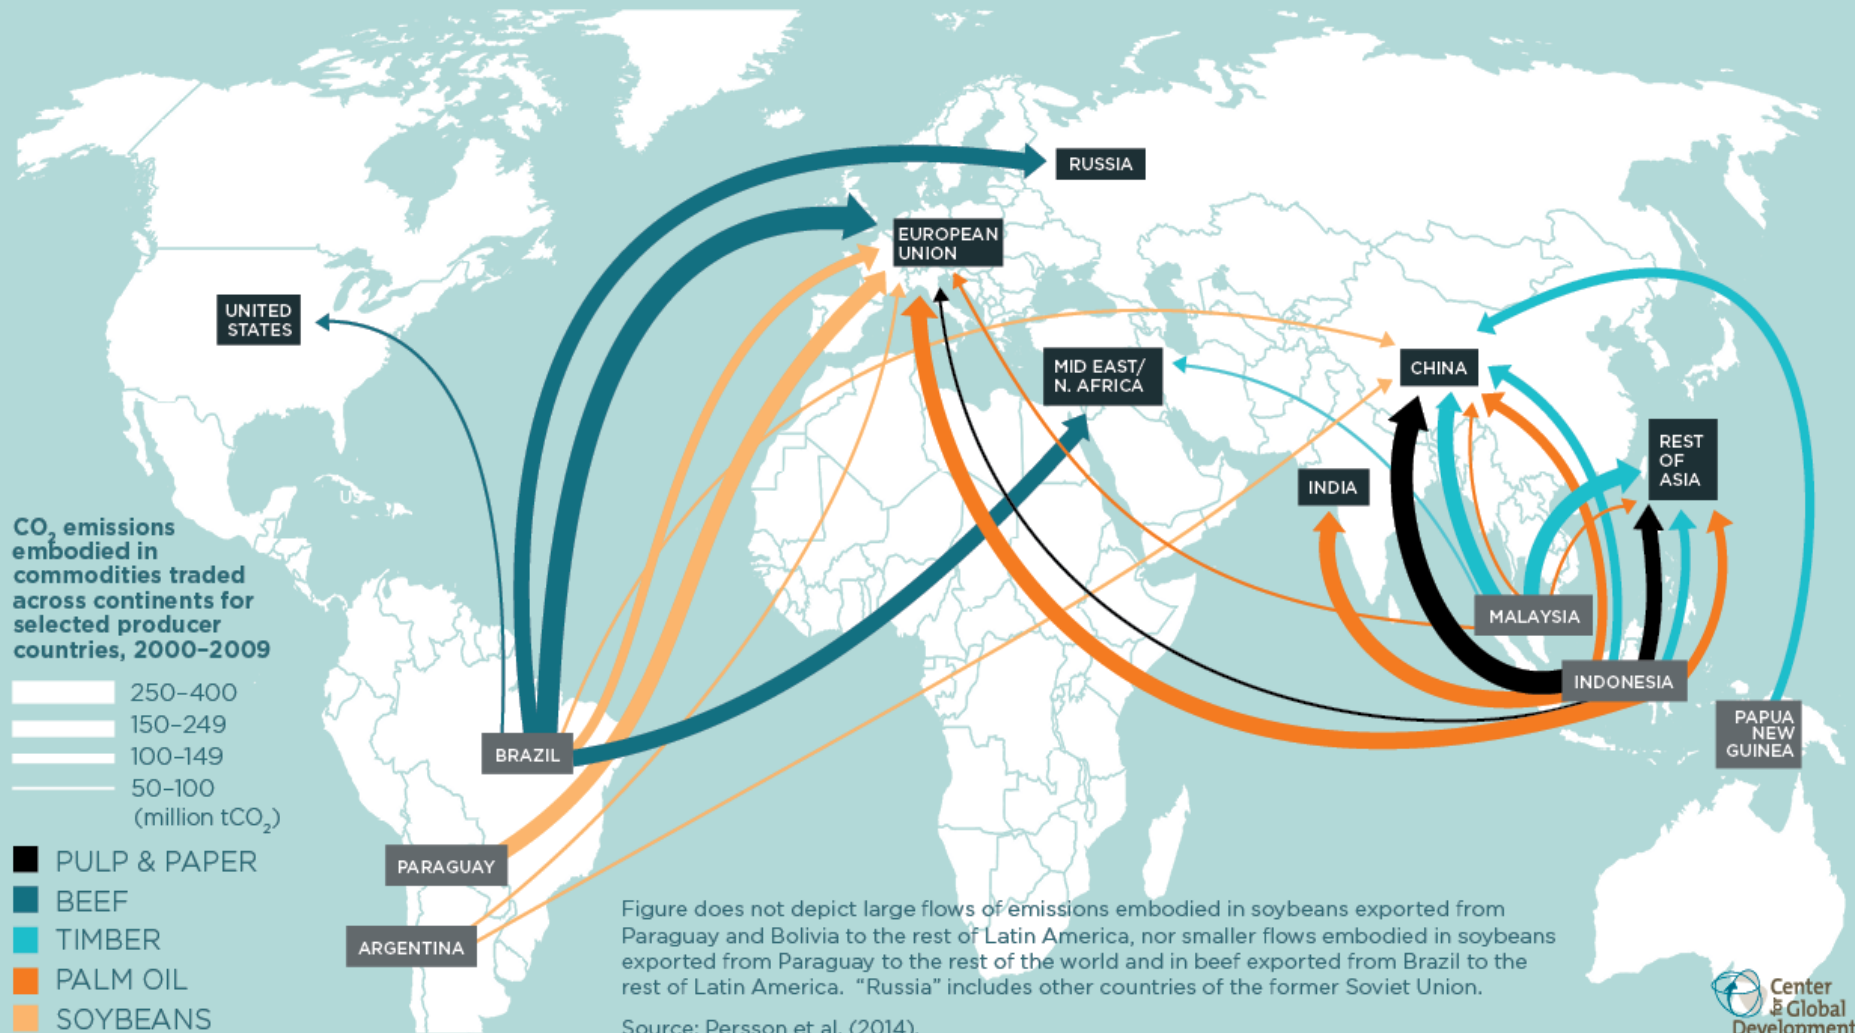 RUSSIA
EUROPEAN
UNION
UNITED
STATES
MID EAST/
N. AFRICA
CHINA
REST
OF
ASIA
INDIA
US
CO2 emissions
embodied in
commodities traded
across continents for
selected producer
countries, 2000–2009
250–400
150–249
100–149
50–100
(million tCO2)
PULP & PAPER
BEEF
TIMBER
PALM OIL
SOYBEANS
MALAYSIA
INDONESIA
PAPUA
NEW
GUINEA
BRAZIL
PARAGUAY
ARGENTINA
Figure does not depict large flows of emissions embodied in soybeans exported from
Paraguay and Bolivia to the rest of Latin America, nor smaller flows embodied in soybeans
exported from Paraguay to the rest of the world and in beef exported from Brazil to the
rest of Latin America. “Russia” includes other countries of the former Soviet Union.
Source: Persson et al. (2014).
Center
for Global
Development